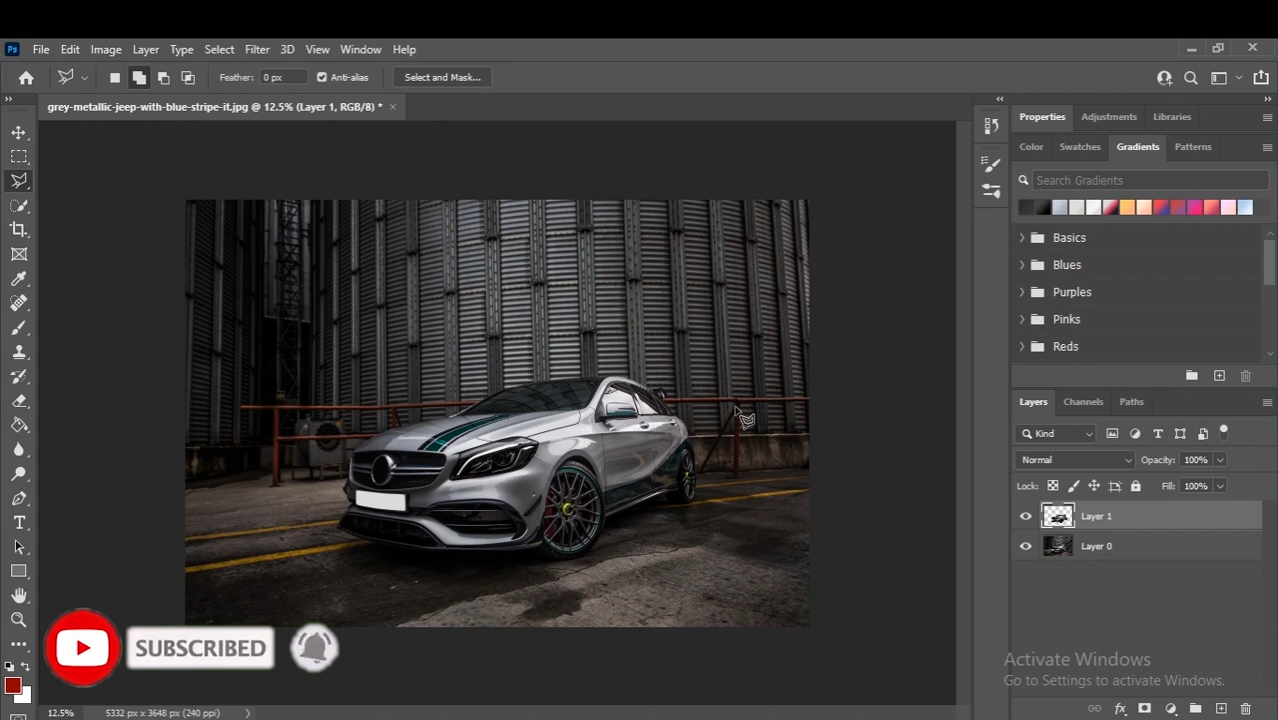 Ps File Edit Image Layer Type Select Filter 3D View Window Help
Feather: 0 px Anti-alias Select and Mask...
grey-metallic-jeep-with-blue-stripe-it.jpg @ 12.5% (Layer 1, RGB/8) *
Properties Adjustments Libraries
Color Swatches Gradients Patterns
Search Gradients
Basics
Blues
Purples
Pinks
Reds
Layers Channels Paths
Kind
Normal Opacity: 100%
Lock: Fill: 100%
Layer 1
Layer 0
SUBSCRIBED
Activate Windows
Go to Settings to activate Windows.
12.5% 5332 px x 3648 px (240 ppi)